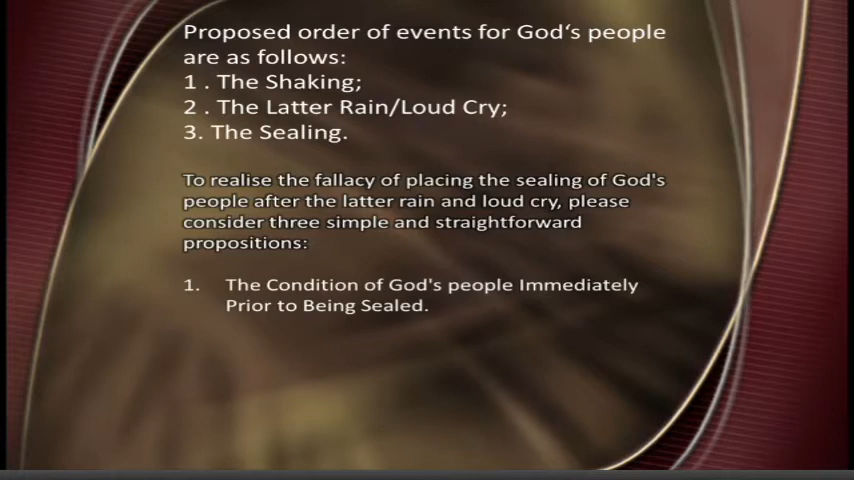 Proposed order of events for God‘s people
are as follows:
1 . The Shaking;
2 . The Latter Rain/Loud Cry;
3. The Sealing.
To realise the fallacy of placing the sealing of God's
people after the latter rain and loud cry, please
consider three simple and straightforward
propositions:
1. The Condition of God's people Immediately
Prior to Being Sealed.